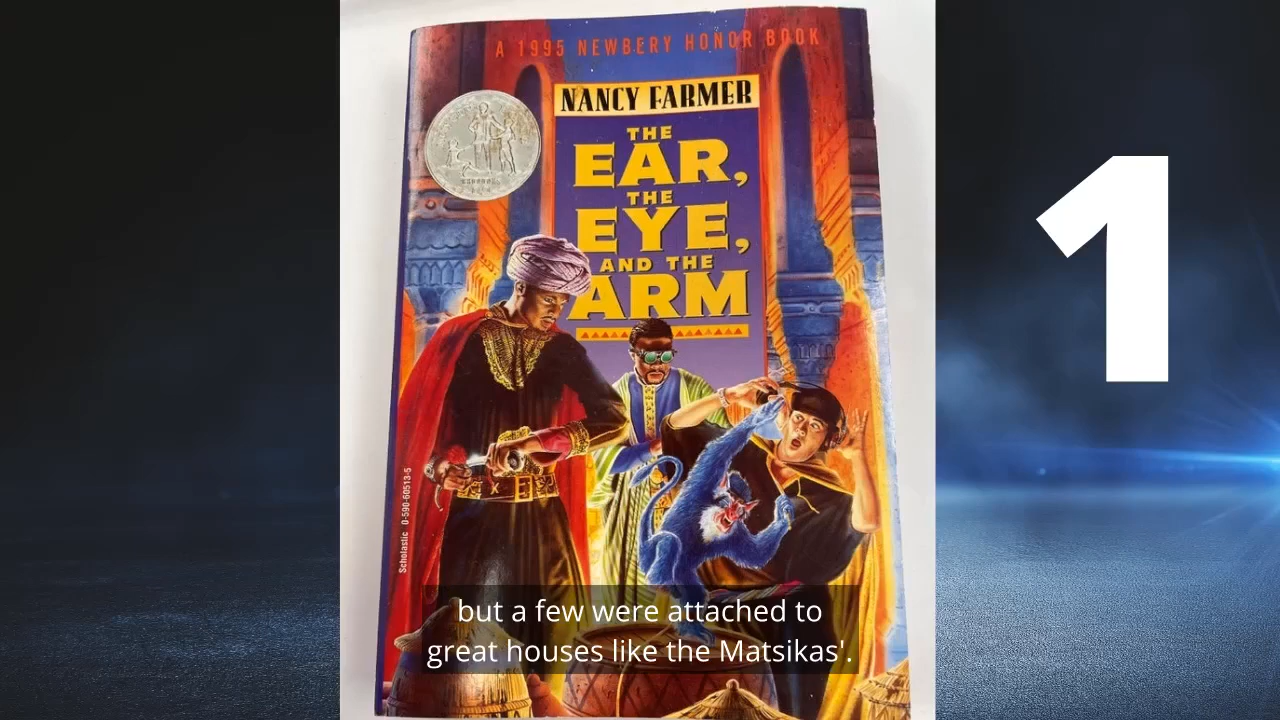 A 1995 NEWBERY HONOR BOOK
NANCY FARMER
THE
EAR,
THE
EYE,
AND THE
ARM
Scholastic 0-590-60513-5
1
but a few were attached to
great houses like the Matsikas'.